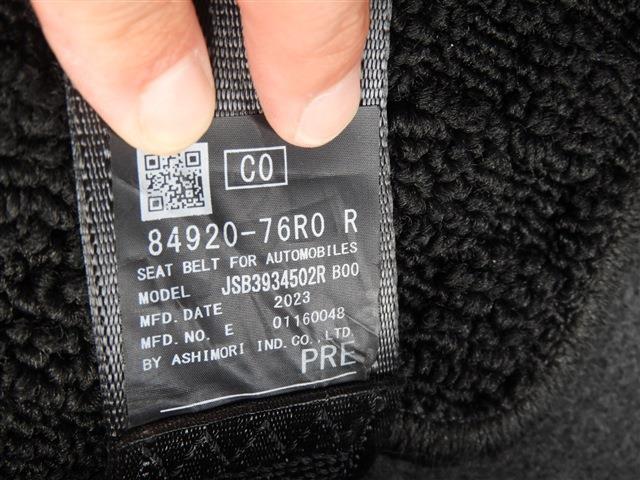 CO
84920-76R0 R
SEAT BELT FOR AUTOMOBILES
MODEL JSB3934502R B00
MFD. DATE 2023
MFD. NO. E 01160048
BY ASHIMORI IND. CO., LTD.
PRE